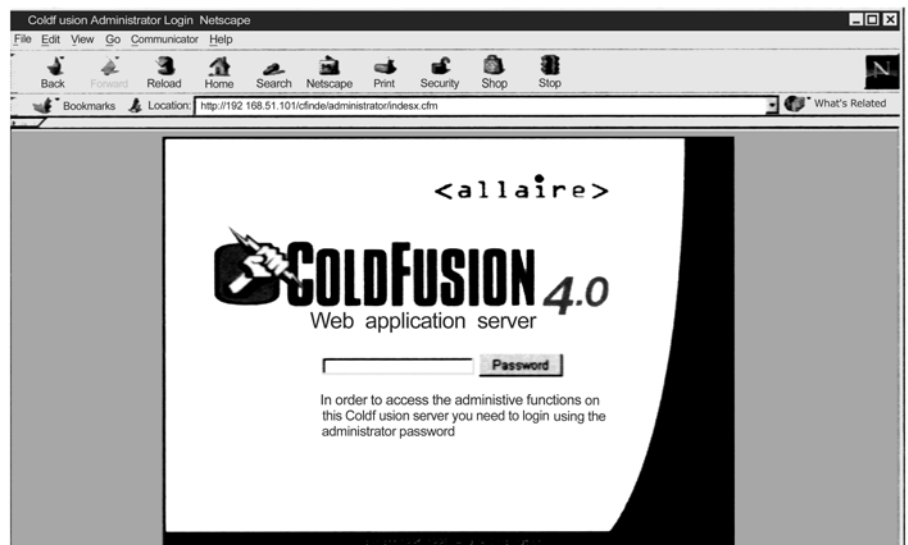 Coldf usion Administrator Login Netscape
File Edit View Go Communicator Help
Back Forward Reload Home Search Netscape Print Security Shop Stop
N
Bookmarks Location: http://192 168.51.101/cfinde/administrator/indesx.cfm What's Related
<allaire>
COLDFUSION 4.0
Web application server
Password
In order to access the administive functions on
this Coldf usion server you need to login using the
administrator password